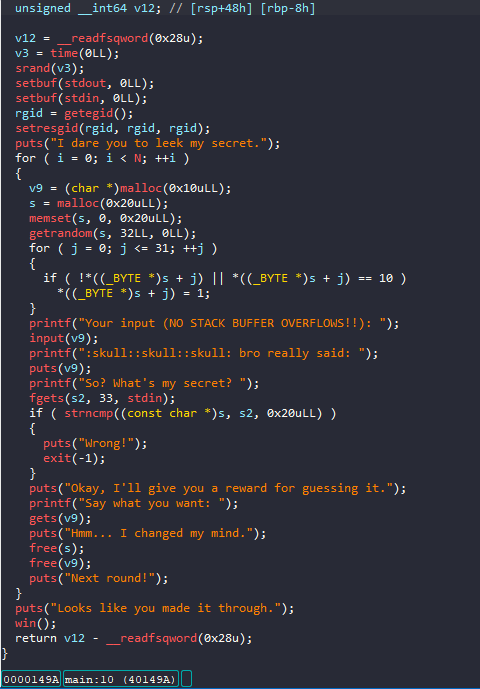 unsigned __int64 v12; // [rsp+48h] [rbp-8h]
v12 = __readfsqword(0x28u);
v3 = time(0LL);
srand(v3);
setbuf(stdout, 0LL);
setbuf(stdin, 0LL);
rgid = getegid();
setresgid(rgid, rgid, rgid);
puts("I dare you to leek my secret.");
for ( i = 0; i < N; ++i )
{
v9 = (char *)malloc(0x10uLL);
s = malloc(0x20uLL);
memset(s, 0, 0x20uLL);
getrandom(s, 32LL, 0LL);
for ( j = 0; j <= 31; ++j )
{
if ( !*((_BYTE *)s + j) || *((_BYTE *)s + j) == 10 )
*((_BYTE *)s + j) = 1;
}
printf("Your input (NO STACK BUFFER OVERFLOWS!!): ");
input(v9);
printf(":skull::skull::skull: bro really said: ");
puts(v9);
printf("So? What's my secret? ");
fgets(s2, 33, stdin);
if ( strncmp((const char *)s, s2, 0x20uLL) )
{
puts("Wrong!");
exit(-1);
}
puts("Okay, I'll give you a reward for guessing it.");
printf("Say what you want: ");
gets(v9);
puts("Hmm... I changed my mind.");
free(s);
free(v9);
puts("Next round!");
}
puts("Looks like you made it through.");
win();
return v12 - __readfsqword(0x28u);
}
0000149A main:10 (40149A)